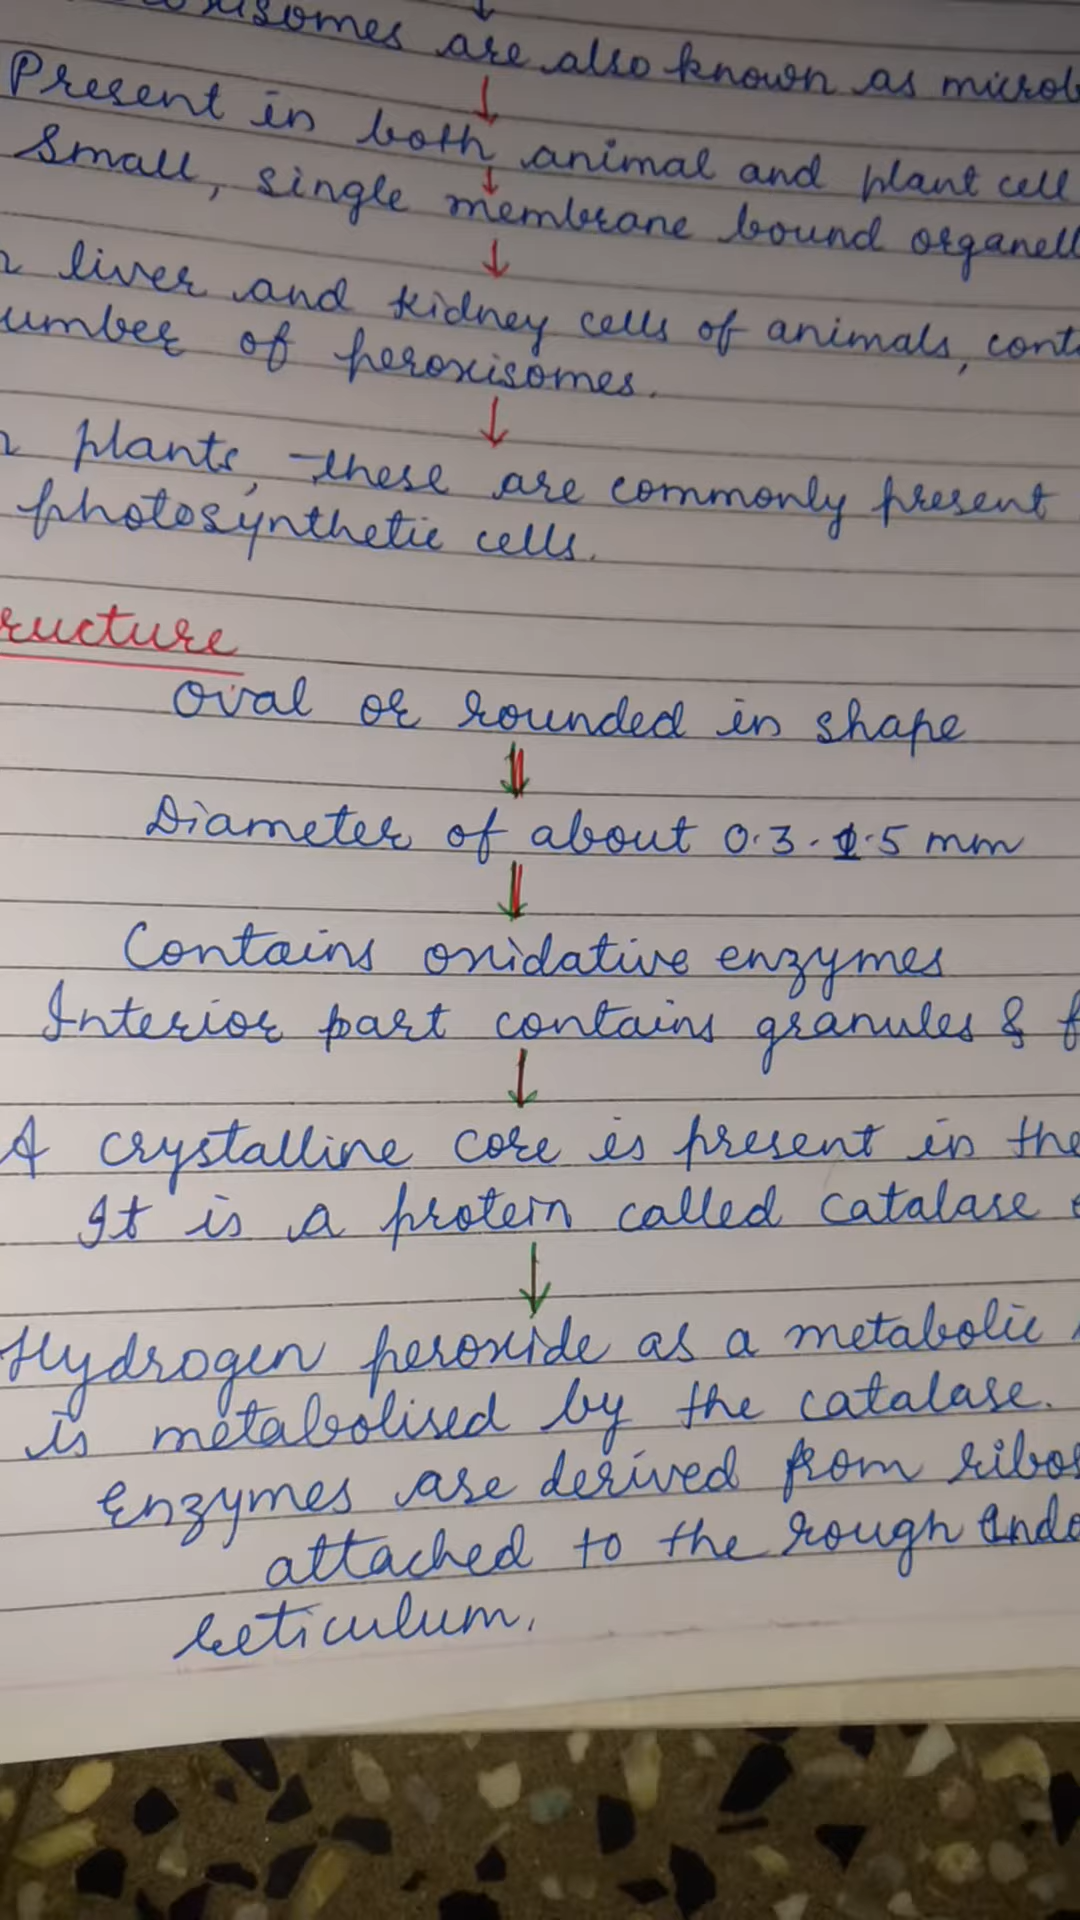 oxisomes are also known as microb
Present in both animal and plant cell
Small, single membrane bound organell
liver and kidney cells of animals, cont
umber of peroxisomes.
plants, these are commonly present
photosynthetic cells.
ructure
Oval or rounded in shape
Diameter of about 0.3-1.5 mm
Contains oxidative enzymes
Interior part contains granules & f
A crystalline core is present in the
It is a protein called catalase
Hydrogen peroxide as a metabolic
is metabolised by the catalase.
Enzymes are derived from ribos
attached to the rough Endo
reticulum.